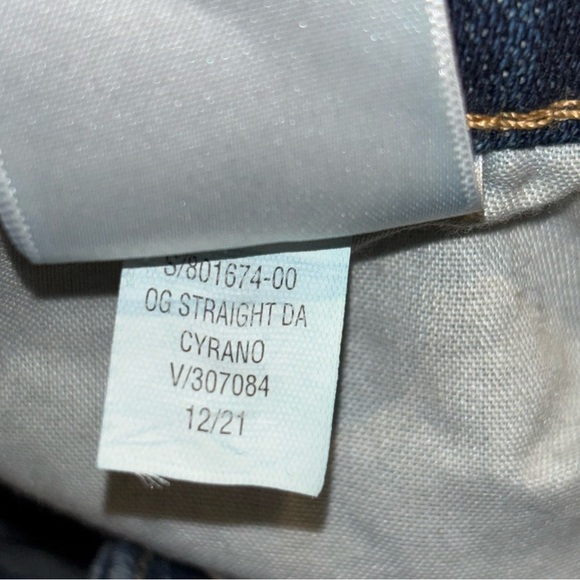 S/801674-00
OG STRAIGHT DA
CYRANO
V/307084
12/21